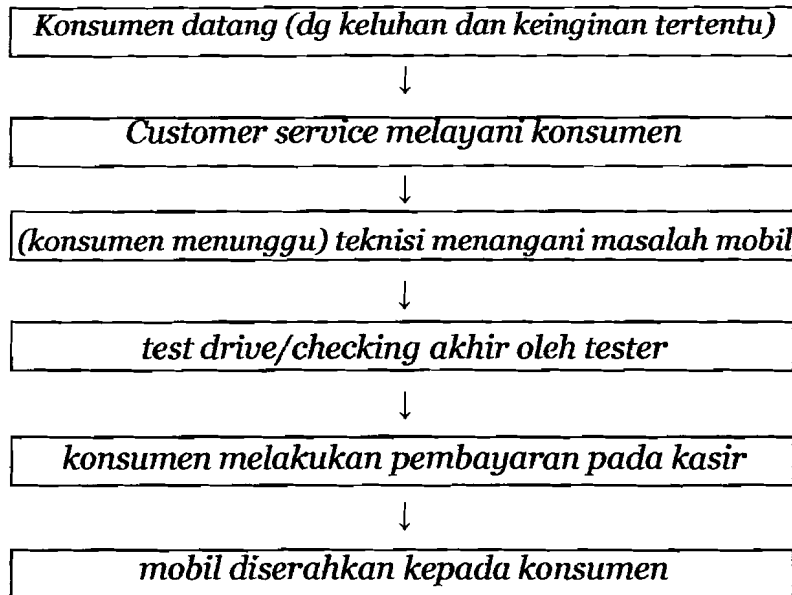 Konsumen datang (dg keluhan dan keinginan tertentu)
↓
Customer service melayani konsumen
↓
(konsumen menunggu) teknisi menangani masalah mobil
↓
test drive/checking akhir oleh tester
↓
konsumen melakukan pembayaran pada kasir
↓
mobil diserahkan kepada konsumen